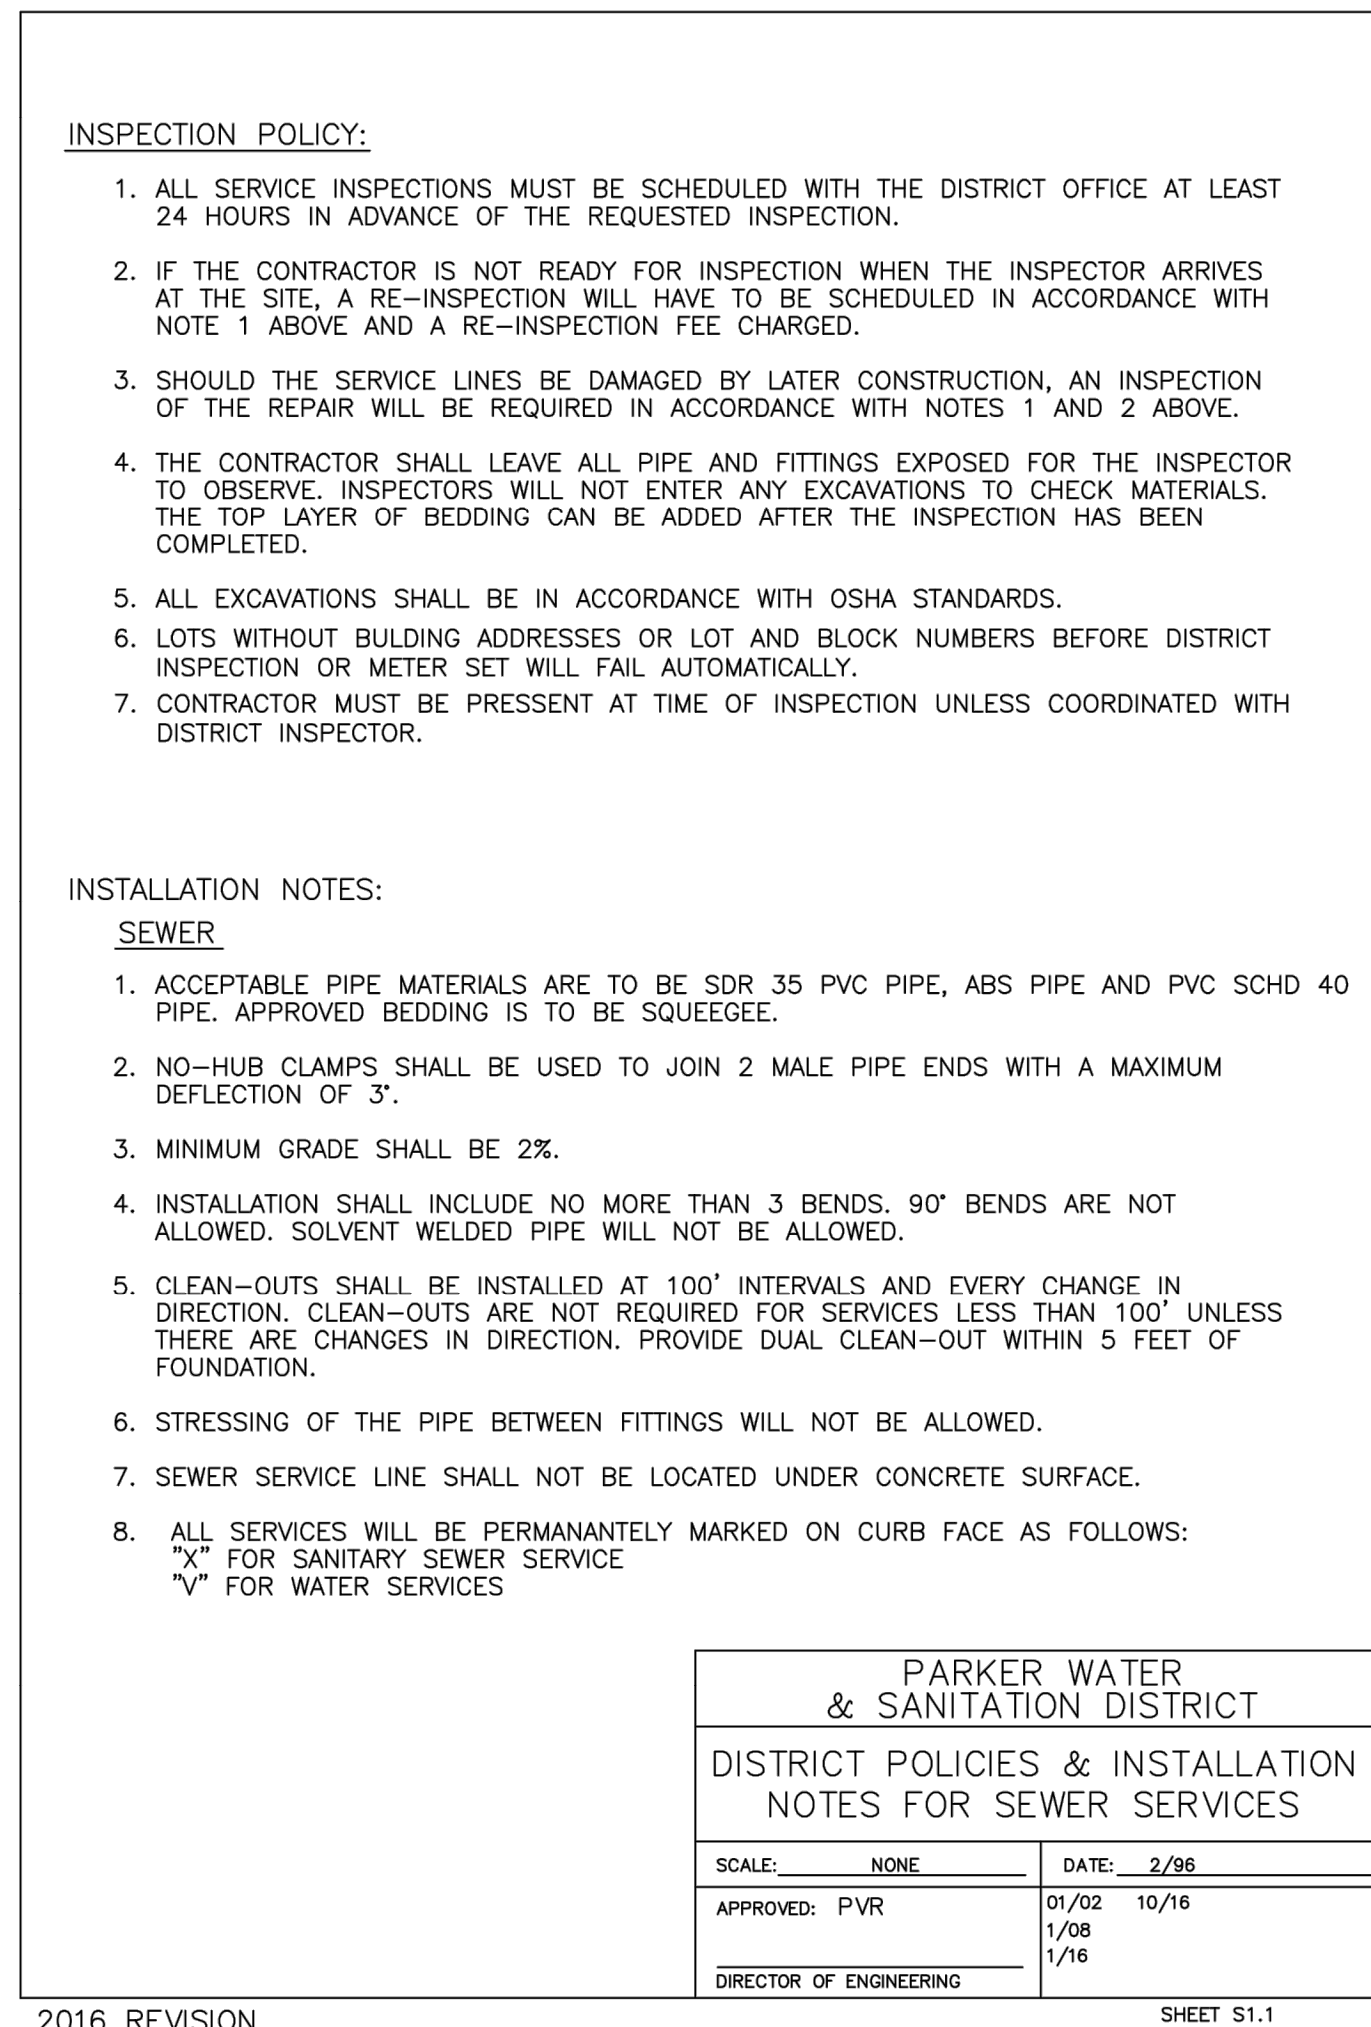 INSPECTION POLICY:
1. ALL SERVICE INSPECTIONS MUST BE SCHEDULED WITH THE DISTRICT OFFICE AT LEAST
24 HOURS IN ADVANCE OF THE REQUESTED INSPECTION.
2. IF THE CONTRACTOR IS NOT READY FOR INSPECTION WHEN THE INSPECTOR ARRIVES
AT THE SITE, A RE-INSPECTION WILL HAVE TO BE SCHEDULED IN ACCORDANCE WITH
NOTE 1 ABOVE AND A RE-INSPECTION FEE CHARGED.
3. SHOULD THE SERVICE LINES BE DAMAGED BY LATER CONSTRUCTION, AN INSPECTION
OF THE REPAIR WILL BE REQUIRED IN ACCORDANCE WITH NOTES 1 AND 2 ABOVE.
4. THE CONTRACTOR SHALL LEAVE ALL PIPE AND FITTINGS EXPOSED FOR THE INSPECTOR
TO OBSERVE. INSPECTORS WILL NOT ENTER ANY EXCAVATIONS TO CHECK MATERIALS.
THE TOP LAYER OF BEDDING CAN BE ADDED AFTER THE INSPECTION HAS BEEN
COMPLETED.
5. ALL EXCAVATIONS SHALL BE IN ACCORDANCE WITH OSHA STANDARDS.
6. LOTS WITHOUT BULDING ADDRESSES OR LOT AND BLOCK NUMBERS BEFORE DISTRICT
INSPECTION OR METER SET WILL FAIL AUTOMATICALLY.
7. CONTRACTOR MUST BE PRESSENT AT TIME OF INSPECTION UNLESS COORDINATED WITH
DISTRICT INSPECTOR.
INSTALLATION NOTES:
SEWER
1. ACCEPTABLE PIPE MATERIALS ARE TO BE SDR 35 PVC PIPE, ABS PIPE AND PVC SCHD 40
PIPE. APPROVED BEDDING IS TO BE SQUEEGEE.
2. NO-HUB CLAMPS SHALL BE USED TO JOIN 2 MALE PIPE ENDS WITH A MAXIMUM
DEFLECTION OF 3°.
3. MINIMUM GRADE SHALL BE 2%.
4. INSTALLATION SHALL INCLUDE NO MORE THAN 3 BENDS. 90° BENDS ARE NOT
ALLOWED. SOLVENT WELDED PIPE WILL NOT BE ALLOWED.
5. CLEAN-OUTS SHALL BE INSTALLED AT 100' INTERVALS AND EVERY CHANGE IN
DIRECTION. CLEAN-OUTS ARE NOT REQUIRED FOR SERVICES LESS THAN 100' UNLESS
THERE ARE CHANGES IN DIRECTION. PROVIDE DUAL CLEAN-OUT WITHIN 5 FEET OF
FOUNDATION.
6. STRESSING OF THE PIPE BETWEEN FITTINGS WILL NOT BE ALLOWED.
7. SEWER SERVICE LINE SHALL NOT BE LOCATED UNDER CONCRETE SURFACE.
8. ALL SERVICES WILL BE PERMANANTELY MARKED ON CURB FACE AS FOLLOWS:
"X" FOR SANITARY SEWER SERVICE
"V" FOR WATER SERVICES
PARKER WATER
& SANITATION DISTRICT
DISTRICT POLICIES & INSTALLATION
NOTES FOR SEWER SERVICES
SCALE: NONE DATE: 2/96
APPROVED: PVR 01/02 10/16
1/08
1/16
DIRECTOR OF ENGINEERING
2016 REVISION SHEET S1.1